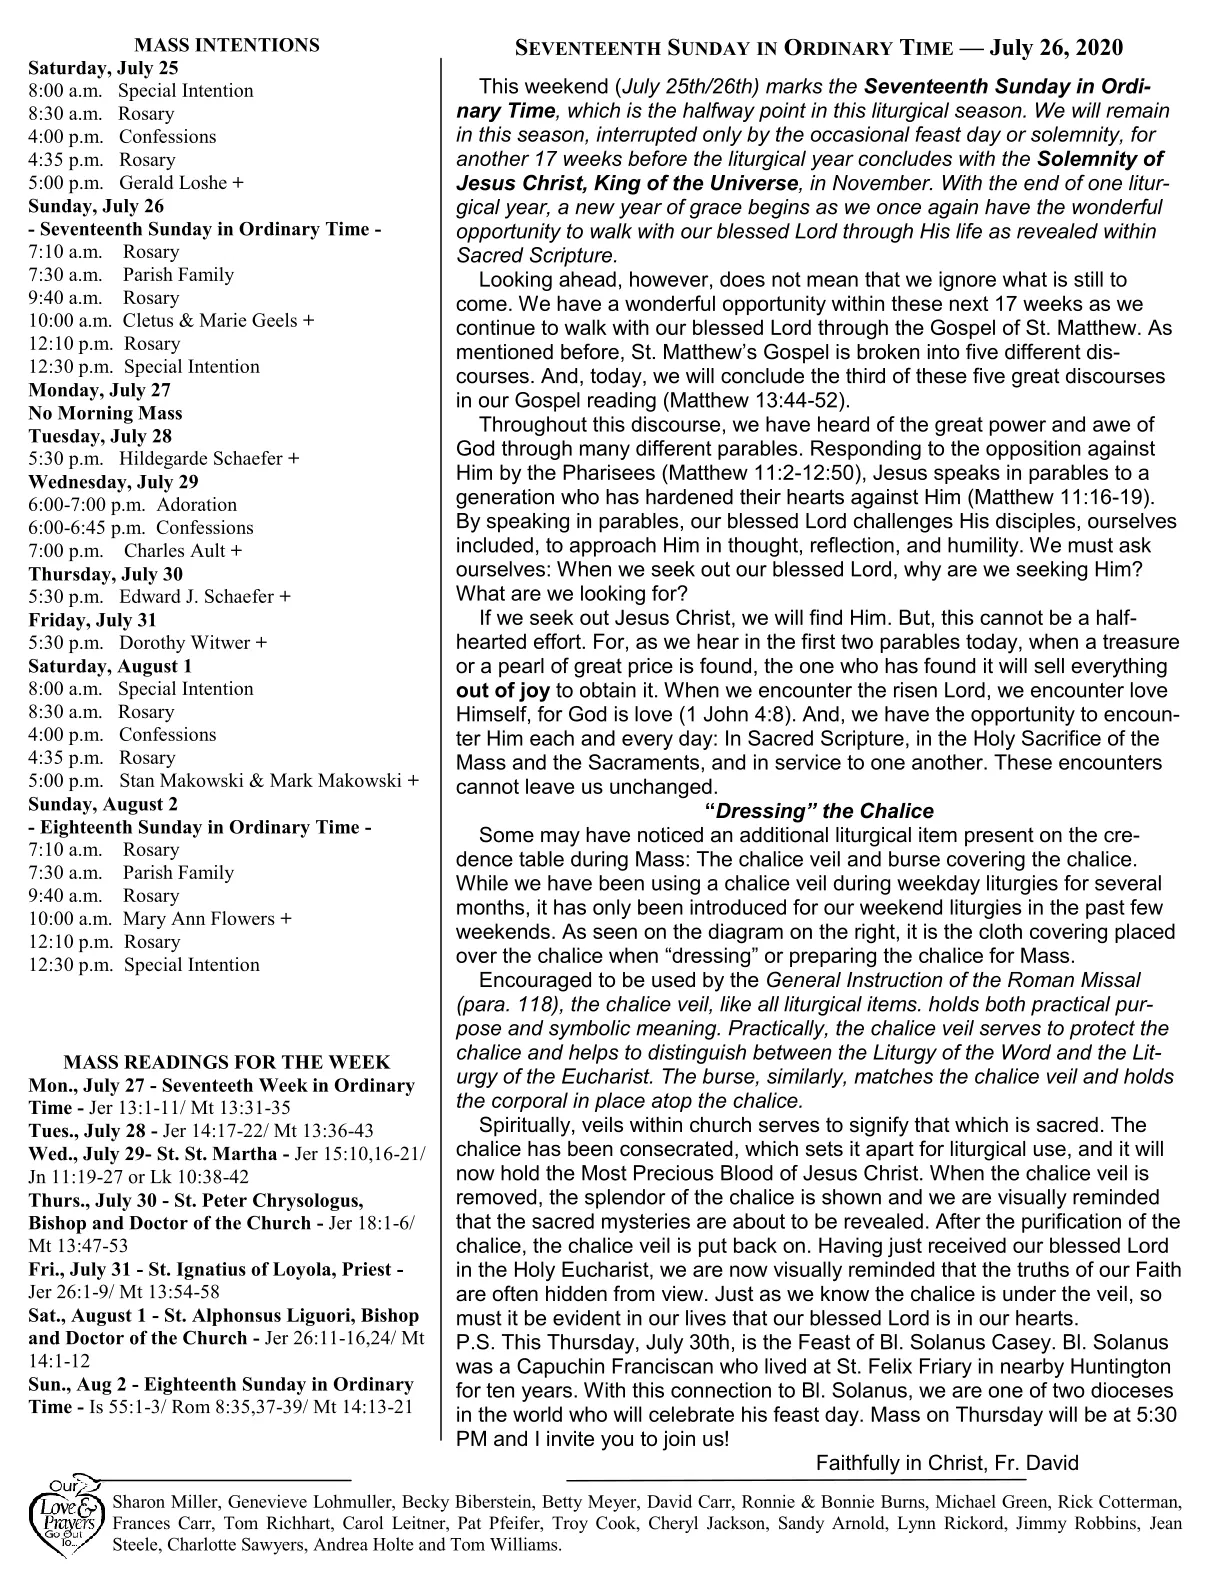 MASS INTENTIONS
Saturday, July 25
8:00 a.m. Special Intention
8:30 a.m. Rosary
4:00 p.m. Confessions
4:35 p.m. Rosary
5:00 p.m. Gerald Loshe +
Sunday, July 26
- Seventeenth Sunday in Ordinary Time -
7:10 a.m. Rosary
7:30 a.m. Parish Family
9:40 a.m. Rosary
10:00 a.m. Cletus & Marie Geels +
12:10 p.m. Rosary
12:30 p.m. Special Intention
Monday, July 27
No Morning Mass
Tuesday, July 28
5:30 p.m. Hildegarde Schaefer +
Wednesday, July 29
6:00-7:00 p.m. Adoration
6:00-6:45 p.m. Confessions
7:00 p.m. Charles Ault +
Thursday, July 30
5:30 p.m. Edward J. Schaefer +
Friday, July 31
5:30 p.m. Dorothy Witwer +
Saturday, August 1
8:00 a.m. Special Intention
8:30 a.m. Rosary
4:00 p.m. Confessions
4:35 p.m. Rosary
5:00 p.m. Stan Makowski & Mark Makowski +
Sunday, August 2
- Eighteenth Sunday in Ordinary Time -
7:10 a.m. Rosary
7:30 a.m. Parish Family
9:40 a.m. Rosary
10:00 a.m. Mary Ann Flowers +
12:10 p.m. Rosary
12:30 p.m. Special Intention
MASS READINGS FOR THE WEEK
Mon., July 27 - Seventeeth Week in Ordinary
Time - Jer 13:1-11/ Mt 13:31-35
Tues., July 28 - Jer 14:17-22/ Mt 13:36-43
Wed., July 29- St. St. Martha - Jer 15:10,16-21/
Jn 11:19-27 or Lk 10:38-42
Thurs., July 30 - St. Peter Chrysologus,
Bishop and Doctor of the Church - Jer 18:1-6/
Mt 13:47-53
Fri., July 31 - St. Ignatius of Loyola, Priest -
Jer 26:1-9/ Mt 13:54-58
Sat., August 1 - St. Alphonsus Liguori, Bishop
and Doctor of the Church - Jer 26:11-16,24/ Mt
14:1-12
Sun., Aug 2 - Eighteenth Sunday in Ordinary
Time - Is 55:1-3/ Rom 8:35,37-39/ Mt 14:13-21
SEVENTEENTH SUNDAY IN ORDINARY TIME — July 26, 2020
This weekend (July 25th/26th) marks the Seventeenth Sunday in Ordi-
nary Time, which is the halfway point in this liturgical season. We will remain
in this season, interrupted only by the occasional feast day or solemnity, for
another 17 weeks before the liturgical year concludes with the Solemnity of
Jesus Christ, King of the Universe, in November. With the end of one litur-
gical year, a new year of grace begins as we once again have the wonderful
opportunity to walk with our blessed Lord through His life as revealed within
Sacred Scripture.
Looking ahead, however, does not mean that we ignore what is still to
come. We have a wonderful opportunity within these next 17 weeks as we
continue to walk with our blessed Lord through the Gospel of St. Matthew. As
mentioned before, St. Matthew's Gospel is broken into five different dis-
courses. And, today, we will conclude the third of these five great discourses
in our Gospel reading (Matthew 13:44-52).
Throughout this discourse, we have heard of the great power and awe of
God through many different parables. Responding to the opposition against
Him by the Pharisees (Matthew 11:2-12:50), Jesus speaks in parables to a
generation who has hardened their hearts against Him (Matthew 11:16-19).
By speaking in parables, our blessed Lord challenges His disciples, ourselves
included, to approach Him in thought, reflection, and humility. We must ask
ourselves: When we seek out our blessed Lord, why are we seeking Him?
What are we looking for?
If we seek out Jesus Christ, we will find Him. But, this cannot be a half-
hearted effort. For, as we hear in the first two parables today, when a treasure
or a pearl of great price is found, the one who has found it will sell everything
out of joy to obtain it. When we encounter the risen Lord, we encounter love
Himself, for God is love (1 John 4:8). And, we have the opportunity to encoun-
ter Him each and every day: In Sacred Scripture, in the Holy Sacrifice of the
Mass and the Sacraments, and in service to one another. These encounters
cannot leave us unchanged.
“Dressing” the Chalice
Some may have noticed an additional liturgical item present on the cre-
dence table during Mass: The chalice veil and burse covering the chalice.
While we have been using a chalice veil during weekday liturgies for several
months, it has only been introduced for our weekend liturgies in the past few
weekends. As seen on the diagram on the right, it is the cloth covering placed
over the chalice when “dressing” or preparing the chalice for Mass.
Encouraged to be used by the General Instruction of the Roman Missal
(para. 118), the chalice veil, like all liturgical items. holds both practical pur-
pose and symbolic meaning. Practically, the chalice veil serves to protect the
chalice and helps to distinguish between the Liturgy of the Word and the Lit-
urgy of the Eucharist. The burse, similarly, matches the chalice veil and holds
the corporal in place atop the chalice.
Spiritually, veils within church serves to signify that which is sacred. The
chalice has been consecrated, which sets it apart for liturgical use, and it will
now hold the Most Precious Blood of Jesus Christ. When the chalice veil is
removed, the splendor of the chalice is shown and we are visually reminded
that the sacred mysteries are about to be revealed. After the purification of the
chalice, the chalice veil is put back on. Having just received our blessed Lord
in the Holy Eucharist, we are now visually reminded that the truths of our Faith
are often hidden from view. Just as we know the chalice is under the veil, so
must it be evident in our lives that our blessed Lord is in our hearts.
P.S. This Thursday, July 30th, is the Feast of Bl. Solanus Casey. Bl. Solanus
was a Capuchin Franciscan who lived at St. Felix Friary in nearby Huntington
for ten years. With this connection to Bl. Solanus, we are one of two dioceses
in the world who will celebrate his feast day. Mass on Thursday will be at 5:30
PM and I invite you to join us!
Faithfully in Christ, Fr. David
Our
Love &
Prayers
Go Out
To...
Sharon Miller, Genevieve Lohmuller, Becky Biberstein, Betty Meyer, David Carr, Ronnie & Bonnie Burns, Michael Green, Rick Cotterman,
Frances Carr, Tom Richhart, Carol Leitner, Pat Pfeifer, Troy Cook, Cheryl Jackson, Sandy Arnold, Lynn Rickord, Jimmy Robbins, Jean
Steele, Charlotte Sawyers, Andrea Holte and Tom Williams.